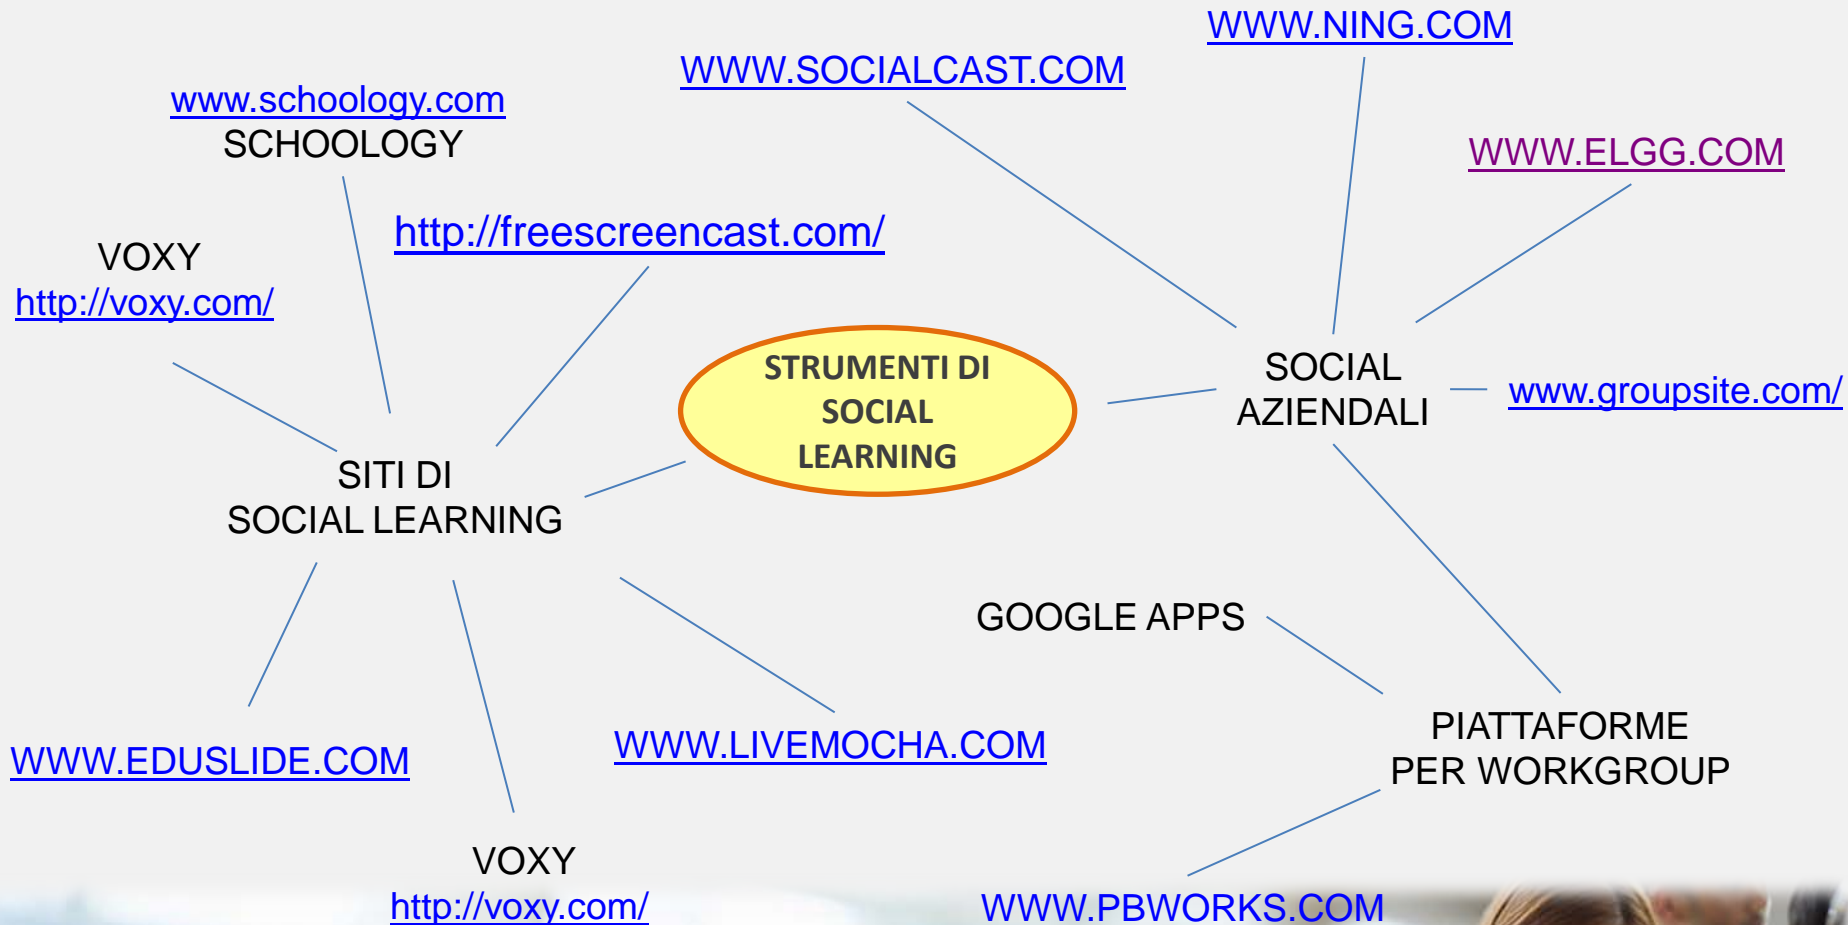 WWW.NING.COM
WWW.SOCIALCAST.COM
www.schoology.com
SCHOOLOGY
WWW.ELGG.COM
http://freescreencast.com/
VOXY
http://voxy.com/
STRUMENTI DI
SOCIAL
LEARNING
SOCIAL
AZIENDALI
www.groupsite.com/
SITI DI
SOCIAL LEARNING
GOOGLE APPS
PIATTAFORME
PER WORKGROUP
WWW.EDUSLIDE.COM
WWW.LIVEMOCHA.COM
VOXY
http://voxy.com/
WWW.PBWORKS.COM